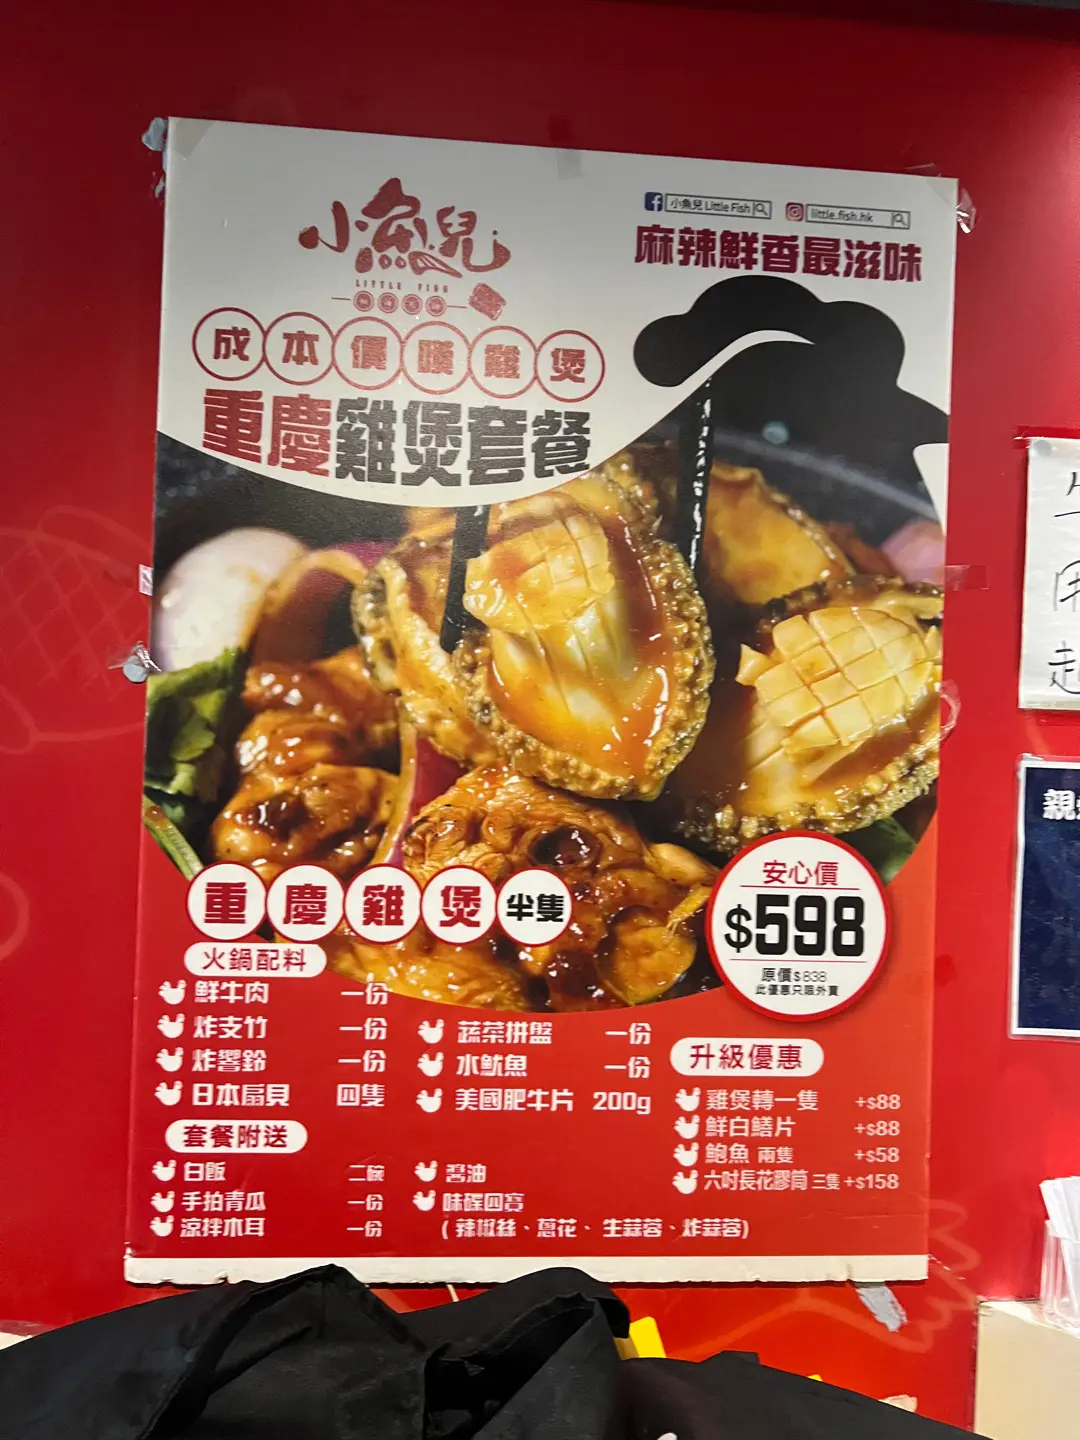 小魚兒
LITTLE FISH
小魚兒 Little Fish
little.fish.hk
麻辣鮮香最滋味
成本價嘆雞煲
重慶雞煲套餐
重慶雞煲 半隻
安心價
$598
原價$838
此優惠只限外賣
火鍋配料
鮮牛肉 一份
炸支竹 一份
炸響鈴 一份
日本扇貝 四隻
蔬菜拼盤 一份
水魷魚 一份
美國肥牛片 200g
升級優惠
雞煲轉一隻 +$88
鮮白鱔片 +$88
鮑魚 兩隻 +$58
六吋長花膠筒 三隻 +$158
套餐附送
白飯 二碗
手拍青瓜 一份
涼拌木耳 一份
醬油
味碟四寶
(辣椒絲、蔥花、生蒜蓉、炸蒜蓉)
親